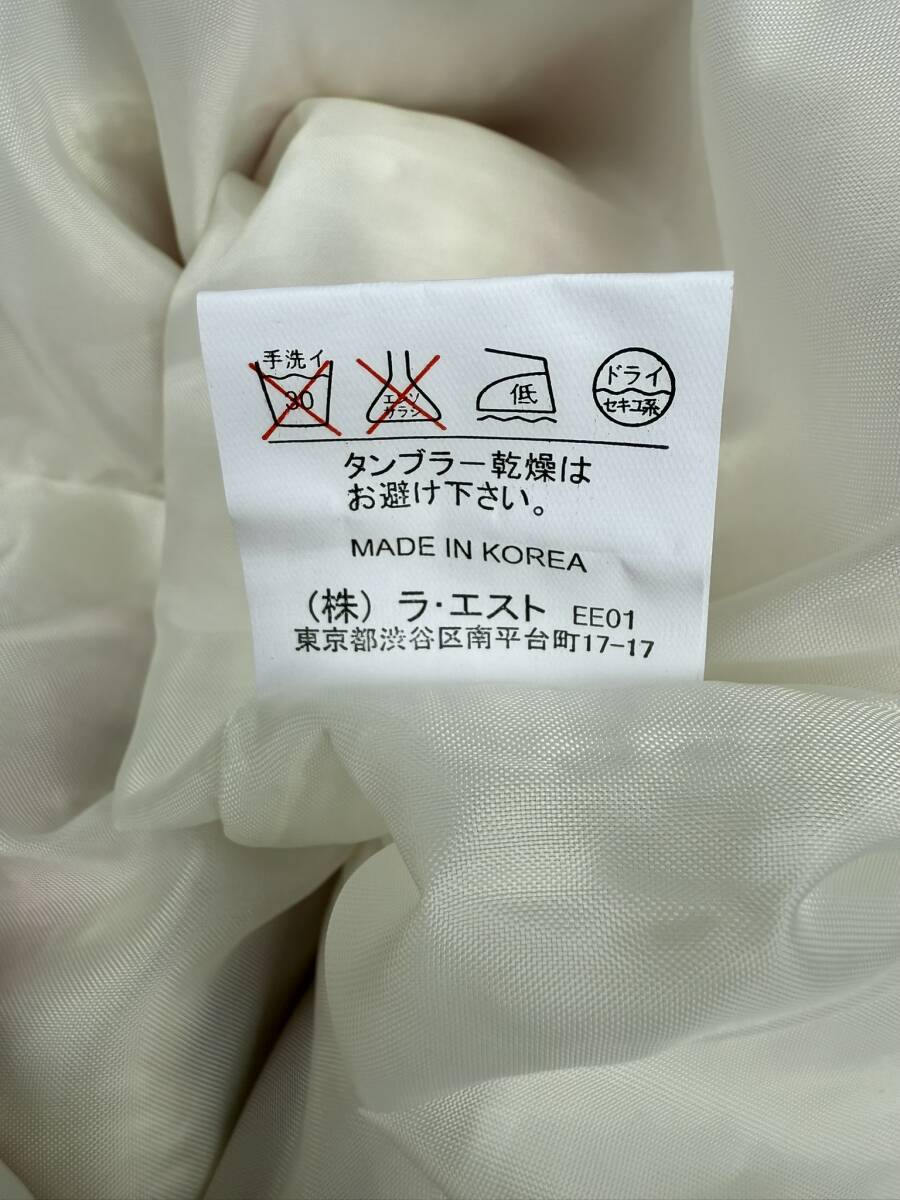 手洗イ
30
エンソ
サラシ
低
ドライ
セキユ系
タンブラー乾燥は
お避け下さい。
MADE IN KOREA
（株）ラ・エスト EE01
東京都渋谷区南平台町17-17